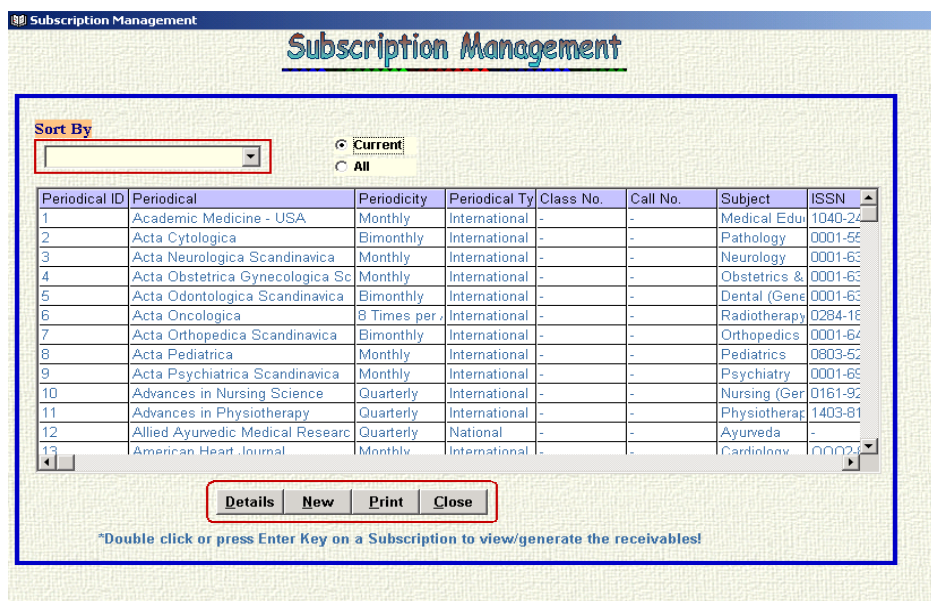 Subscription Management
Subscription Management
Sort By
Current
All
Periodical ID Periodical Periodicity Periodical Ty Class No. Call No. Subject ISSN
1 Academic Medicine - USA Monthly International - - Medical Edu 1040-24
2 Acta Cytologica Bimonthly International - - Pathology 0001-55
3 Acta Neurologica Scandinavica Monthly International - - Neurology 0001-63
4 Acta Obstetrica Gynecologica Sc Monthly International - - Obstetrics & 0001-63
5 Acta Odontologica Scandinavica Bimonthly International - - Dental (Gene 0001-63
6 Acta Oncologica 8 Times per International - - Radiotherapy 0284-18
7 Acta Orthopedica Scandinavica Bimonthly International - - Orthopedics 0001-64
8 Acta Pediatrica Monthly International - - Pediatrics 0803-52
9 Acta Psychiatrica Scandinavica Monthly International - - Psychiatry 0001-69
10 Advances in Nursing Science Quarterly International - - Nursing (Ger 0161-92
11 Advances in Physiotherapy Quarterly International - - Physiotherap 1403-81
12 Allied Ayurvedic Medical Researc Quarterly National - - Ayurveda -
13 American Heart Journal Monthly International - - Cardiology
Details New Print Close
*Double click or press Enter Key on a Subscription to view/generate the receivables!